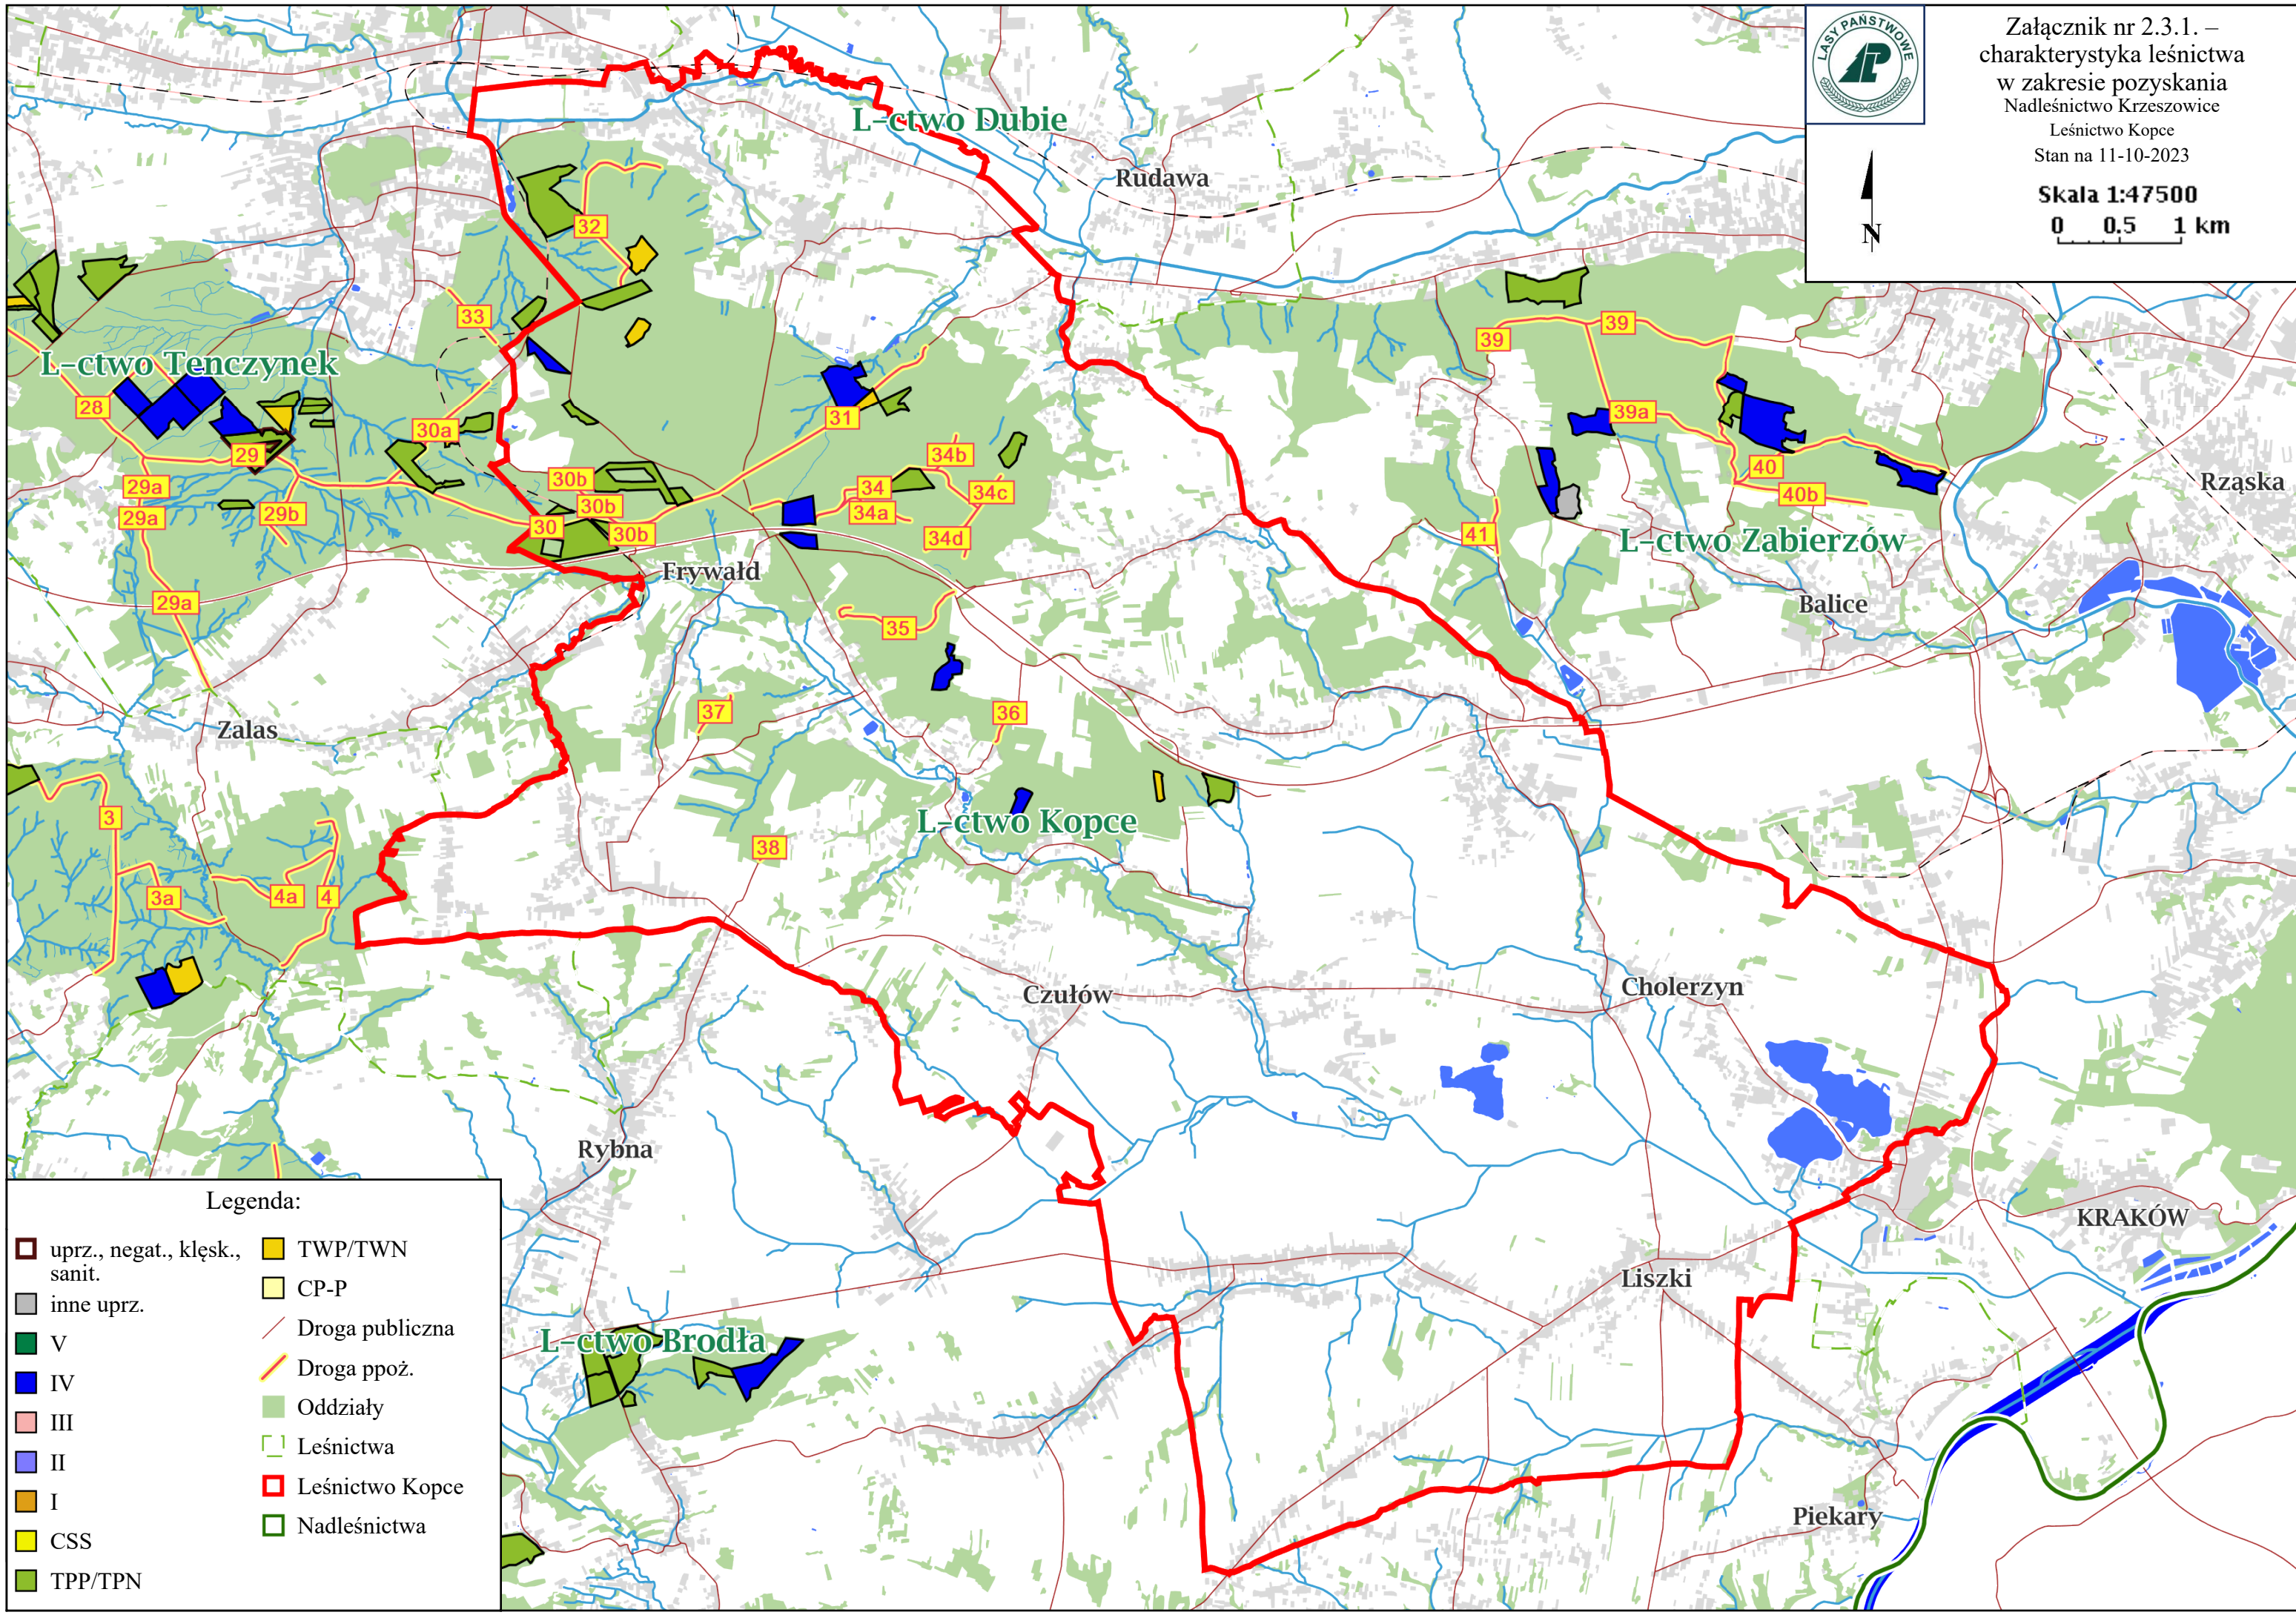 LASY PAŃSTWOWE
Załącznik nr 2.3.1. –
charakterystyka leśnictwa
w zakresie pozyskania
Nadleśnictwo Krzeszowice
Leśnictwo Kopce
Stan na 11-10-2023
Skala 1:47500
0 0.5 1 km
N
L-ctwo Dubie
Rudawa
32
33
39
39
L-ctwo Tenczynek
28
30a
31
39a
29
34b
40
Rząska
29a
30b
34
34c
40b
29a
29b
30b
34a
30
30b
34d
41
L-ctwo Zabierzów
Frywałd
29a
35
Balice
37
36
Zalas
3
L-ctwo Kopce
38
3a
4a
4
Czułów
Cholerzyn
Rybna
KRAKÓW
Liszki
L-ctwo Brodła
Piekary
Legenda:
uprz., negat., klęsk.,
sanit.
inne uprz.
V
IV
III
II
I
CSS
TPP/TPN
TWP/TWN
CP-P
Droga publiczna
Droga ppoż.
Oddziały
Leśnictwa
Leśnictwo Kopce
Nadleśnictwa